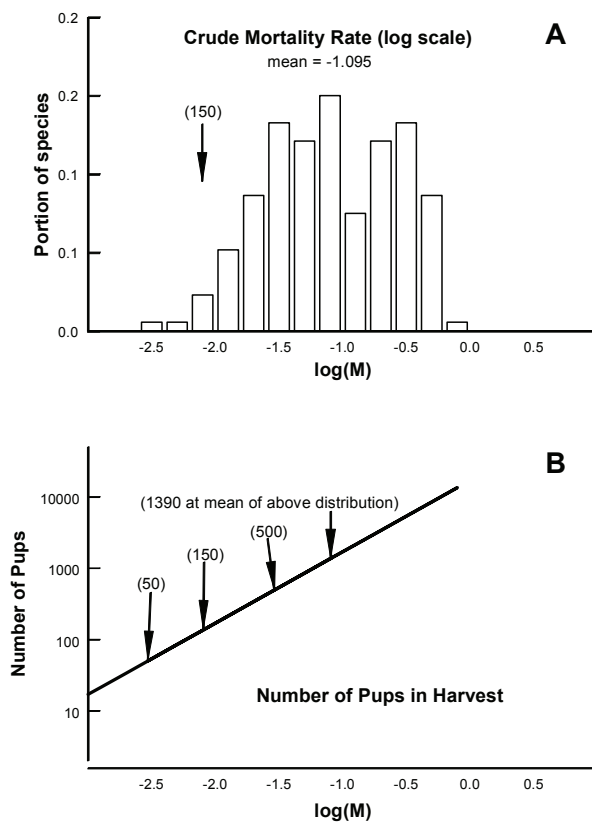 0.2
Crude Mortality Rate (log scale)
A
mean = -1.095
0.2
(150)
0.1
0.1
0.0
Portion of species
-2.5 -2.0 -1.5 -1.0 -0.5 0.0 0.5
log(M)
B
10000
(1390 at mean of above distribution)
(500)
1000
(150)
(50)
100
10
Number of Pups
Number of Pups in Harvest
-2.5 -2.0 -1.5 -1.0 -0.5 0.0 0.5
log(M)